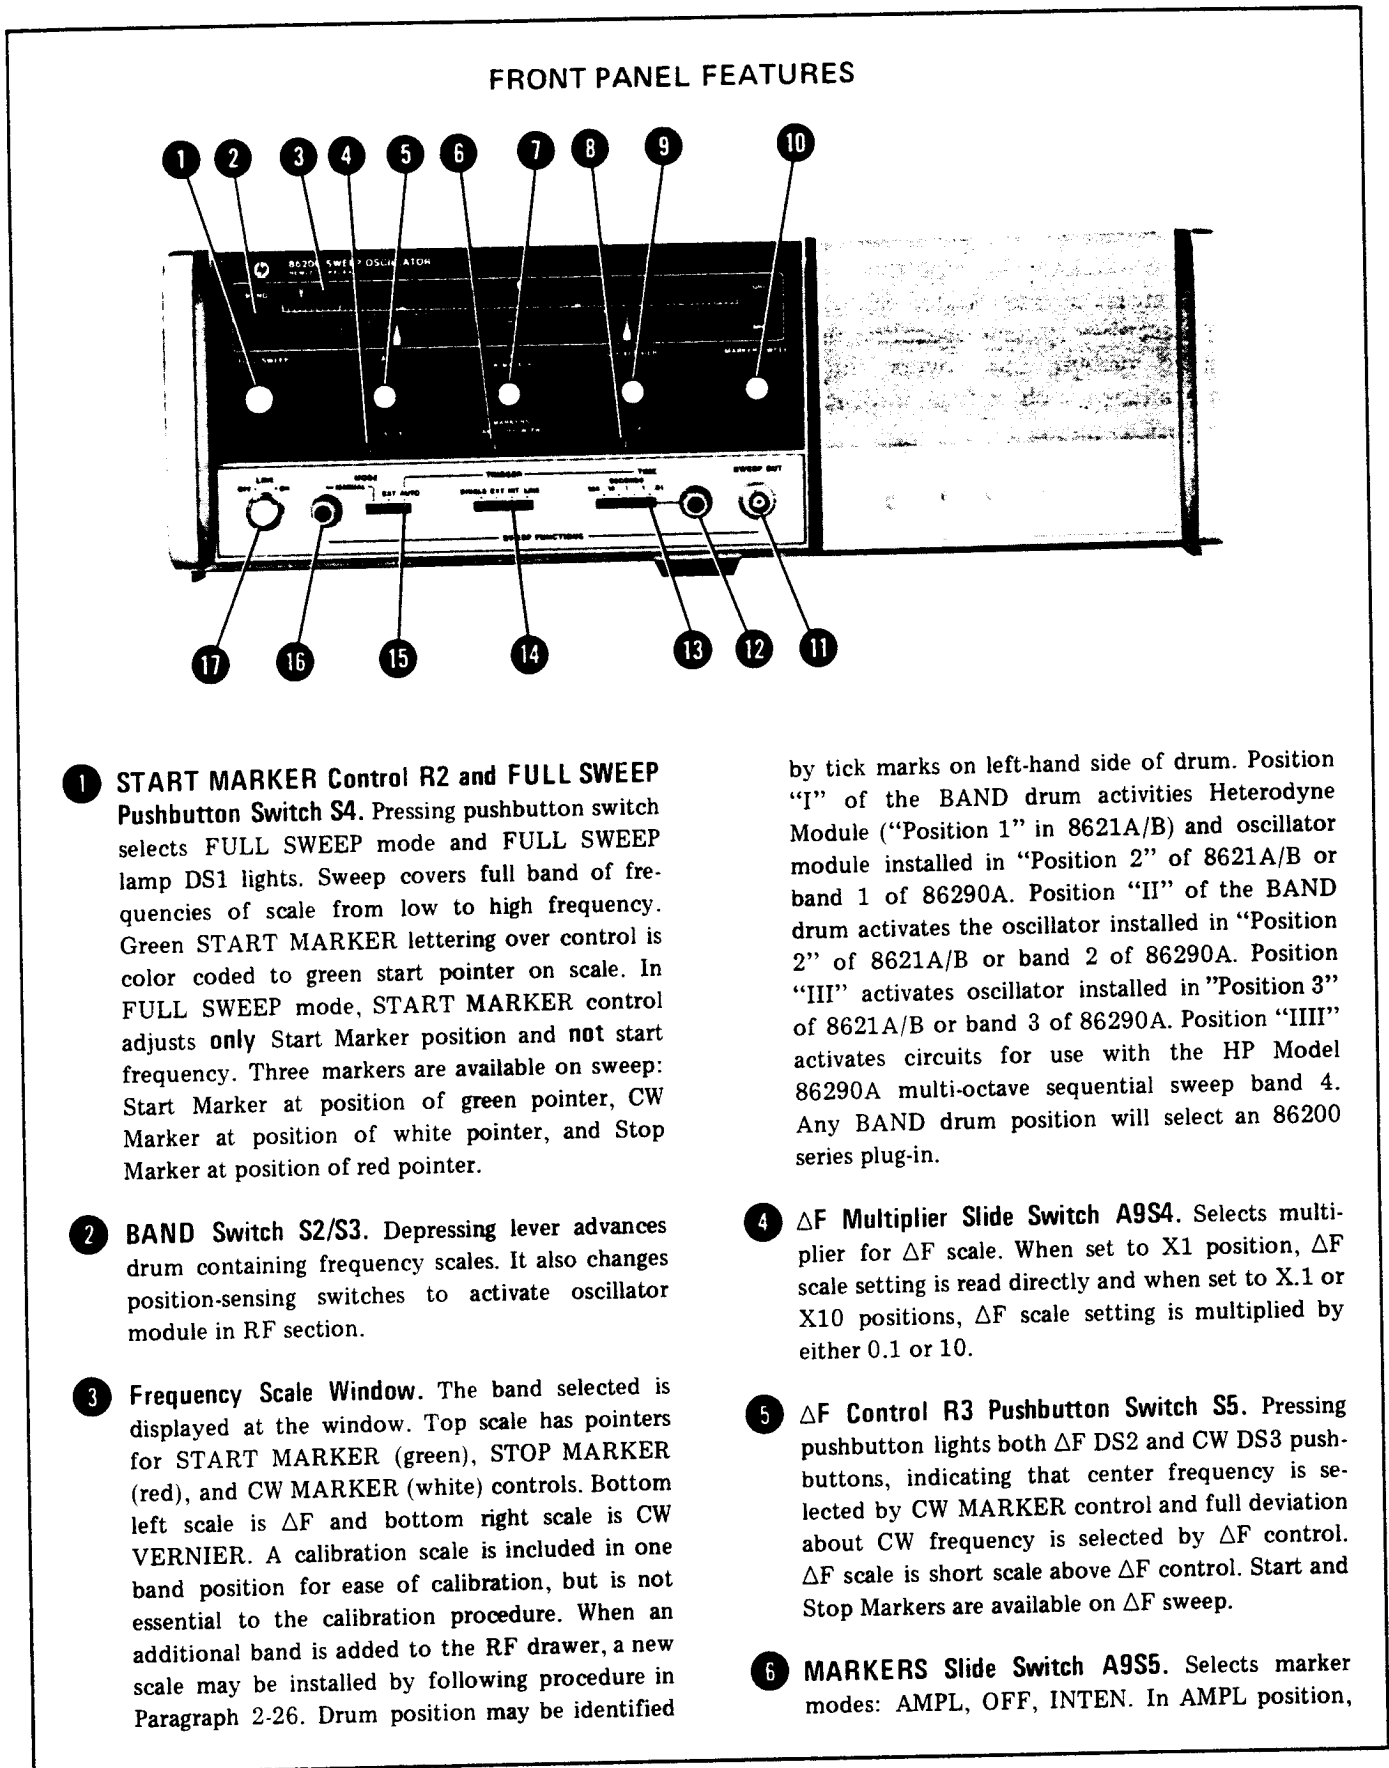 FRONT PANEL FEATURES
1 2 3 4 5 6 7 8 9 10
SWEEP OSCILLATOR
LINE
OFF ON
MODE
MANUAL
EXT AUTO
TRIGGER
SINGLE EXT INT LINE
TIME
SECONDS
SWEEP OUT
SWEEP FUNCTIONS
17 16 15 14 13 12 11
1 START MARKER Control R2 and FULL SWEEP
Pushbutton Switch S4. Pressing pushbutton switch
selects FULL SWEEP mode and FULL SWEEP
lamp DS1 lights. Sweep covers full band of fre-
quencies of scale from low to high frequency.
Green START MARKER lettering over control is
color coded to green start pointer on scale. In
FULL SWEEP mode, START MARKER control
adjusts only Start Marker position and not start
frequency. Three markers are available on sweep:
Start Marker at position of green pointer, CW
Marker at position of white pointer, and Stop
Marker at position of red pointer.
2 BAND Switch S2/S3. Depressing lever advances
drum containing frequency scales. It also changes
position-sensing switches to activate oscillator
module in RF section.
3 Frequency Scale Window. The band selected is
displayed at the window. Top scale has pointers
for START MARKER (green), STOP MARKER
(red), and CW MARKER (white) controls. Bottom
left scale is ΔF and bottom right scale is CW
VERNIER. A calibration scale is included in one
band position for ease of calibration, but is not
essential to the calibration procedure. When an
additional band is added to the RF drawer, a new
scale may be installed by following procedure in
Paragraph 2-26. Drum position may be identified
by tick marks on left-hand side of drum. Position
“I” of the BAND drum activities Heterodyne
Module (“Position 1” in 8621A/B) and oscillator
module installed in “Position 2” of 8621A/B or
band 1 of 86290A. Position “II” of the BAND
drum activates the oscillator installed in “Position
2” of 8621A/B or band 2 of 86290A. Position
“III” activates oscillator installed in ”Position 3”
of 8621A/B or band 3 of 86290A. Position “IIII”
activates circuits for use with the HP Model
86290A multi-octave sequential sweep band 4.
Any BAND drum position will select an 86200
series plug-in.
4 ΔF Multiplier Slide Switch A9S4. Selects multi-
plier for ΔF scale. When set to X1 position, ΔF
scale setting is read directly and when set to X.1 or
X10 positions, ΔF scale setting is multiplied by
either 0.1 or 10.
5 ΔF Control R3 Pushbutton Switch S5. Pressing
pushbutton lights both ΔF DS2 and CW DS3 push-
buttons, indicating that center frequency is se-
lected by CW MARKER control and full deviation
about CW frequency is selected by ΔF control.
ΔF scale is short scale above ΔF control. Start and
Stop Markers are available on ΔF sweep.
6 MARKERS Slide Switch A9S5. Selects marker
modes: AMPL, OFF, INTEN. In AMPL position,